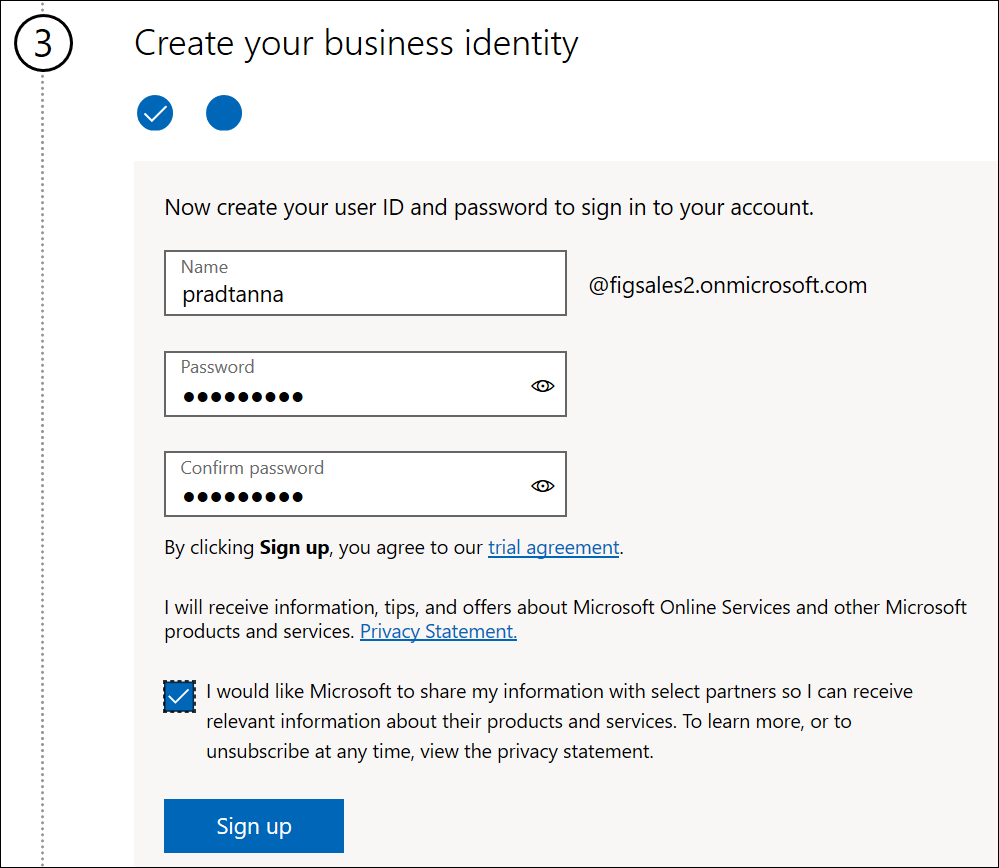 3
Create your business identity
Now create your user ID and password to sign in to your account.
Name
pradtanna
@figsales2.onmicrosoft.com
Password
●●●●●●●●●
Confirm password
●●●●●●●●●
By clicking Sign up, you agree to our trial agreement.
I will receive information, tips, and offers about Microsoft Online Services and other Microsoft
products and services. Privacy Statement.
I would like Microsoft to share my information with select partners so I can receive
relevant information about their products and services. To learn more, or to
unsubscribe at any time, view the privacy statement.
Sign up